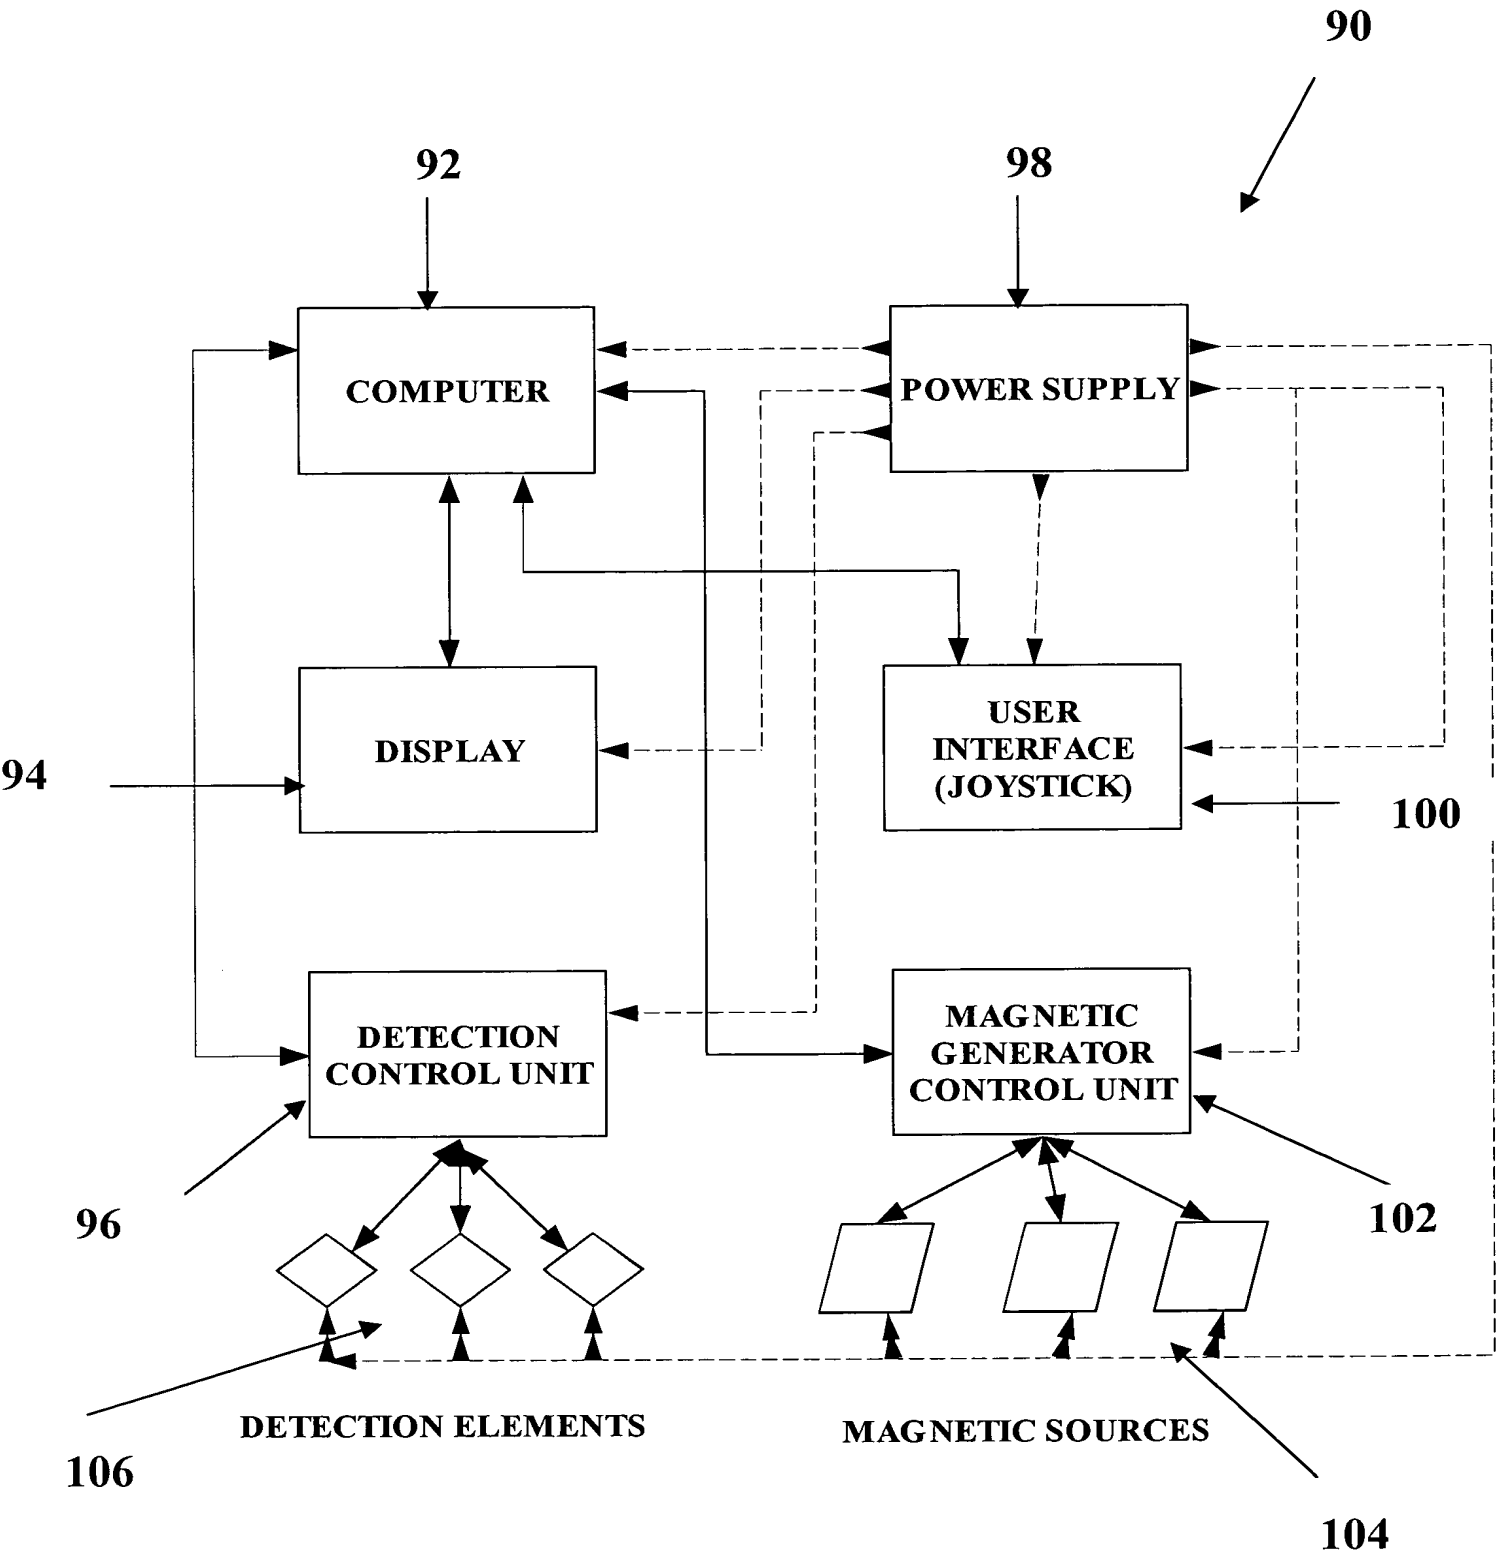 90
92
98
COMPUTER
POWER SUPPLY
DISPLAY
USER
INTERFACE
(JOYSTICK)
94
100
DETECTION
CONTROL UNIT
MAGNETIC
GENERATOR
CONTROL UNIT
96
102
DETECTION ELEMENTS
MAGNETIC SOURCES
106
104